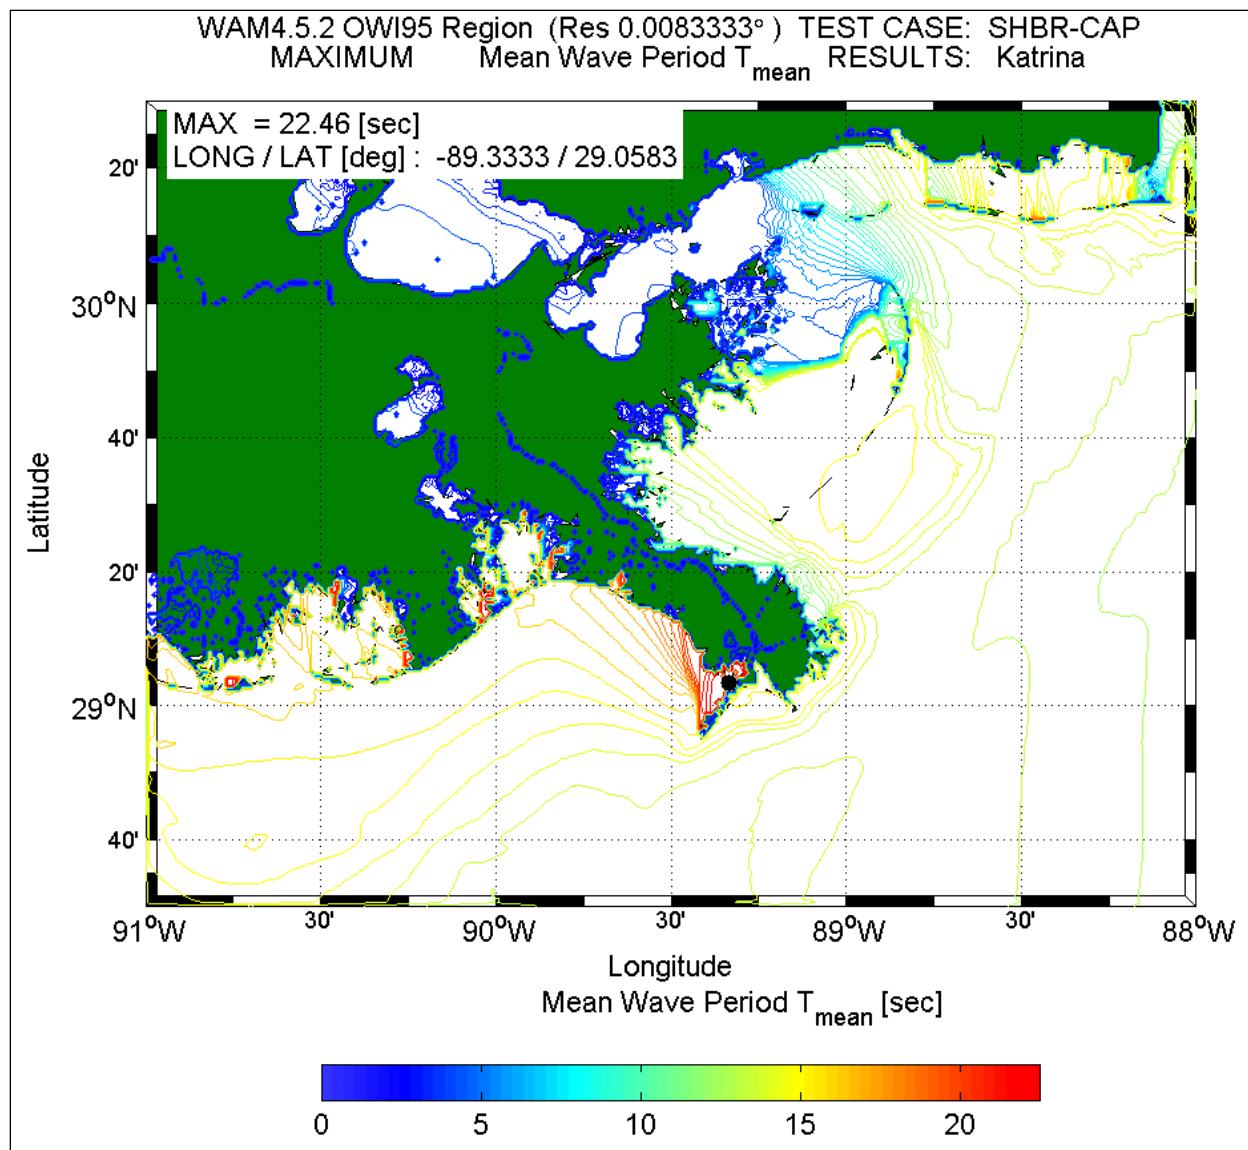 WAM4.5.2 OWI95 Region (Res 0.0083333° ) TEST CASE: SHBR-CAP
MAXIMUM Mean Wave Period Tmean RESULTS: Katrina
MAX = 22.46 [sec]
LONG / LAT [deg] : -89.3333 / 29.0583
20'
30°N
40'
20'
29°N
40'
Latitude
91°W 30' 90°W 30' 89°W 30' 88°W
Longitude
Mean Wave Period Tmean [sec]
0 5 10 15 20